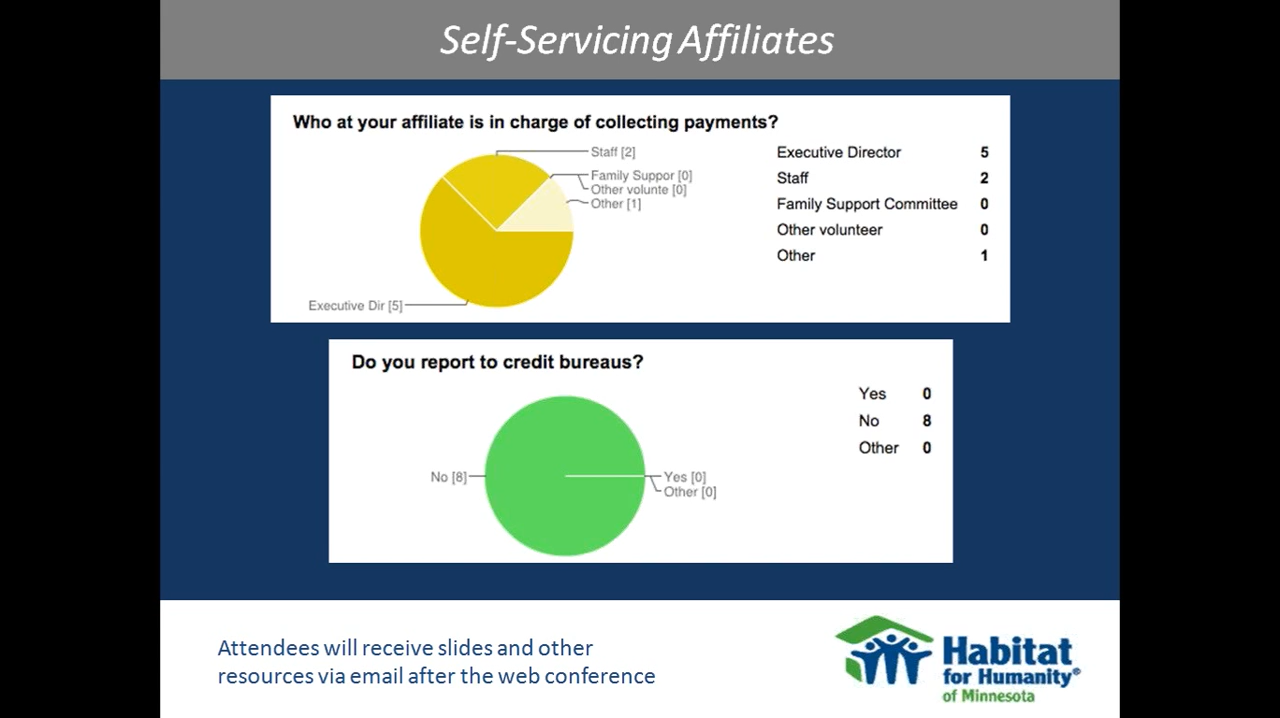 Self-Servicing Affiliates
Who at your affiliate is in charge of collecting payments?
Staff [2]
Family Suppor [0]
Other volunte [0]
Other [1]
Executive Dir [5]
Executive Director 5
Staff 2
Family Support Committee 0
Other volunteer 0
Other 1
Do you report to credit bureaus?
No [8]
Yes [0]
Other [0]
Yes 0
No 8
Other 0
Attendees will receive slides and other
resources via email after the web conference
Habitat
for Humanity®
of Minnesota